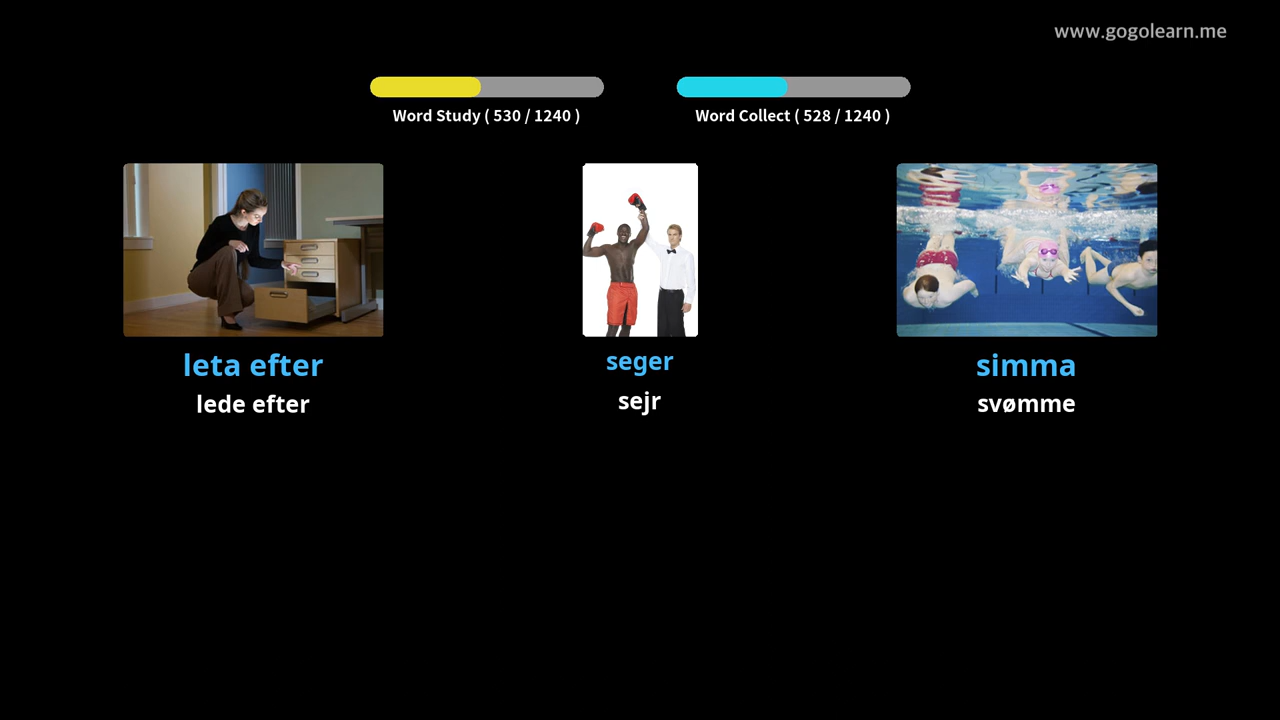 www.gogolearn.me
Word Study ( 530 / 1240 )
Word Collect ( 528 / 1240 )
leta efter
lede efter
seger
sejr
simma
svømme